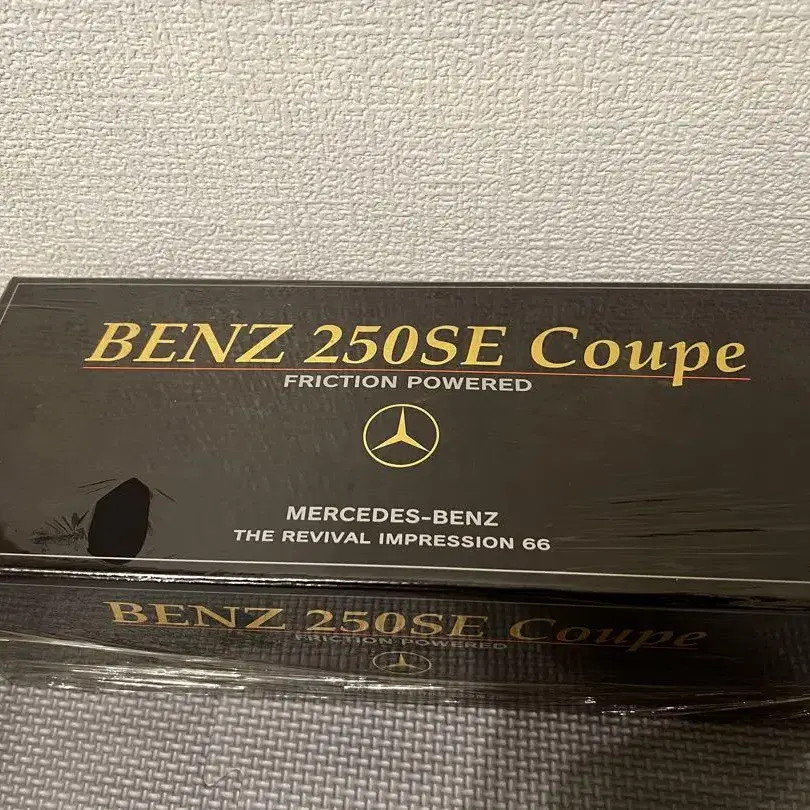 BENZ 250SE Coupe
FRICTION POWERED
MERCEDES-BENZ
THE REVIVAL IMPRESSION 66
BENZ 250SE Coupe
FRICTION POWERED